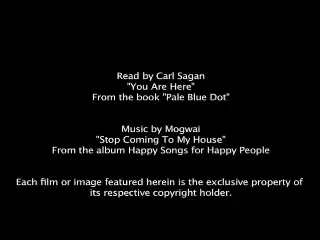 Read by Carl Sagan
"You Are Here"
From the book "Pale Blue Dot"
Music by Mogwai
"Stop Coming To My House"
From the album Happy Songs for Happy People
Each film or image featured herein is the exclusive property of
its respective copyright holder.